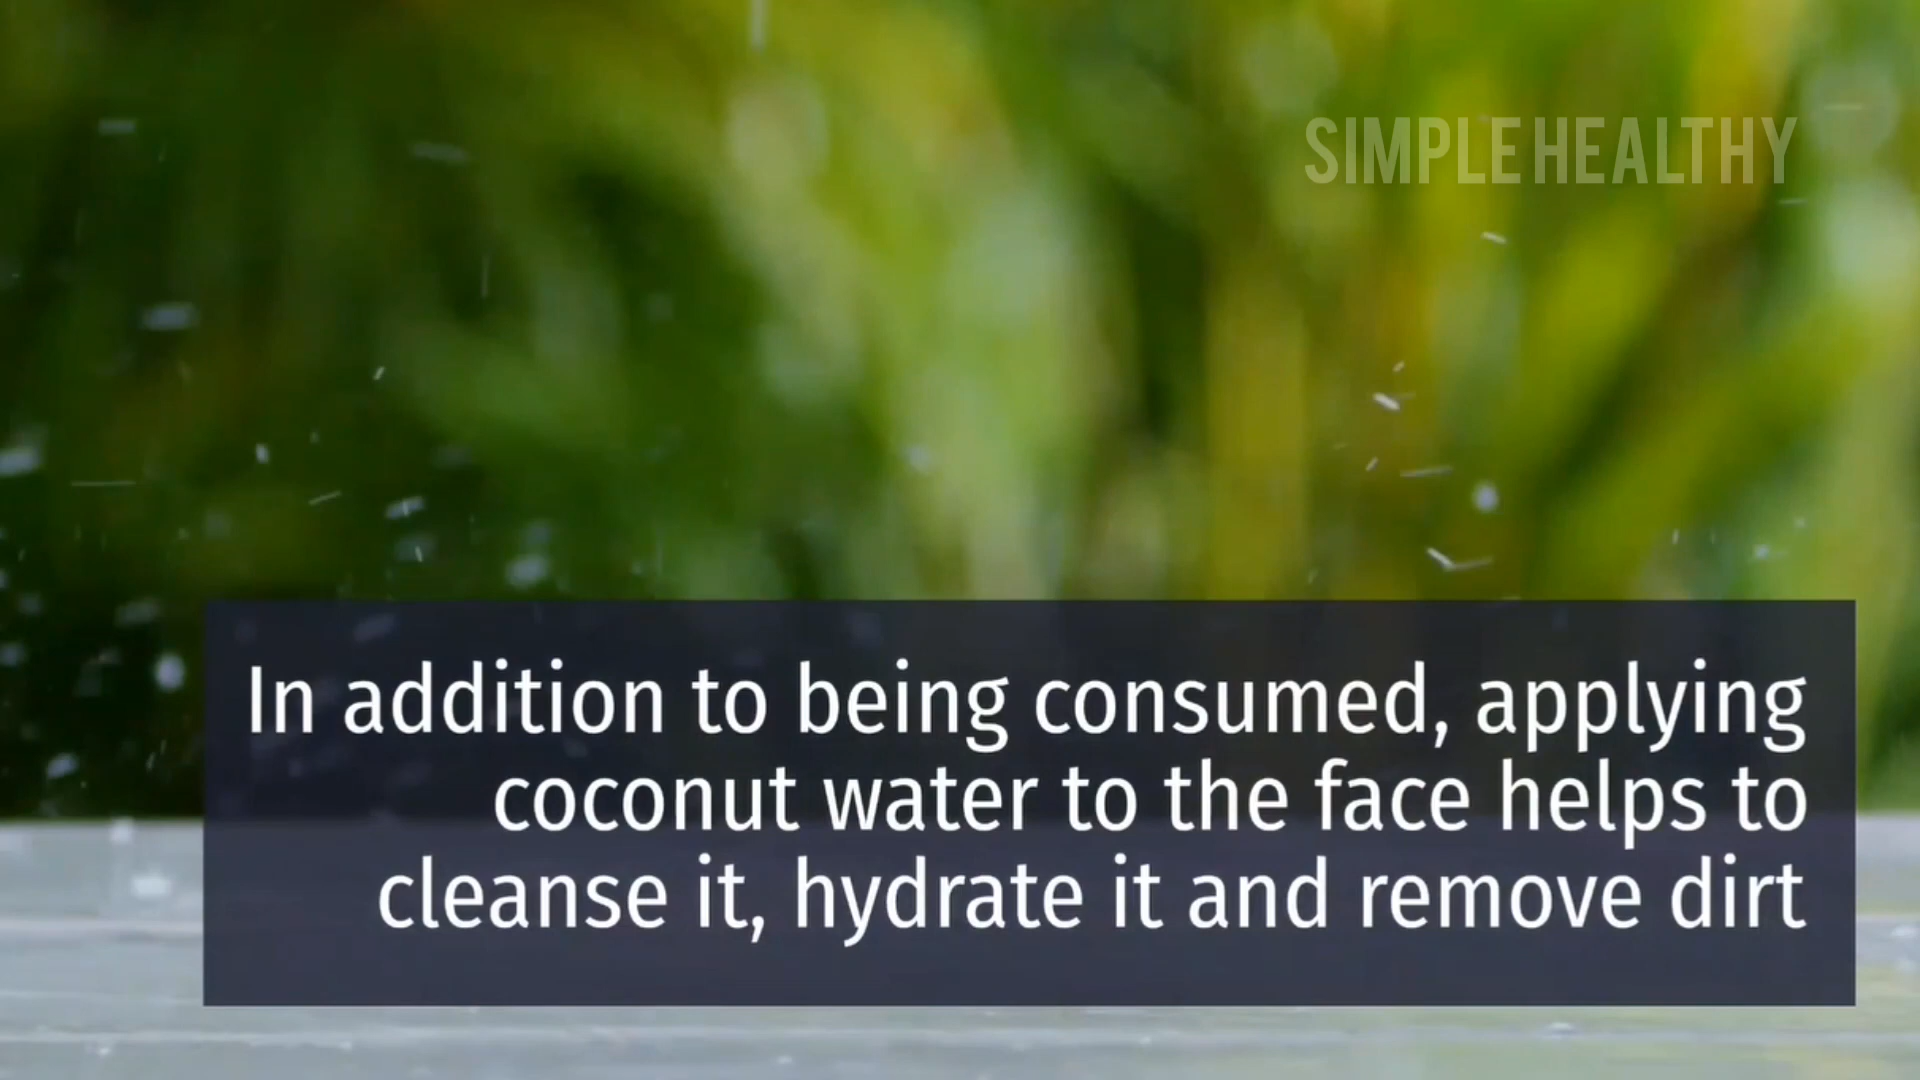 SIMPLE HEALTHY
In addition to being consumed, applying
coconut water to the face helps to
cleanse it, hydrate it and remove dirt